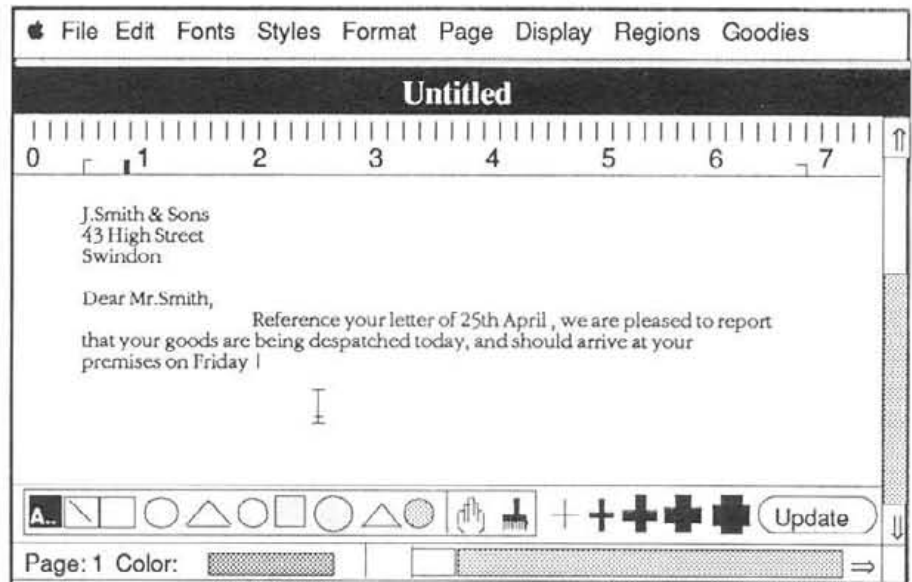 File Edit Fonts Styles Format Page Display Regions Goodies
Untitled
0 1 2 3 4 5 6 7
J.Smith & Sons
43 High Street
Swindon
Dear Mr.Smith,
Reference your letter of 25th April , we are pleased to report
that your goods are being despatched today, and should arrive at your
premises on Friday
A.. Update
Page: 1 Color: